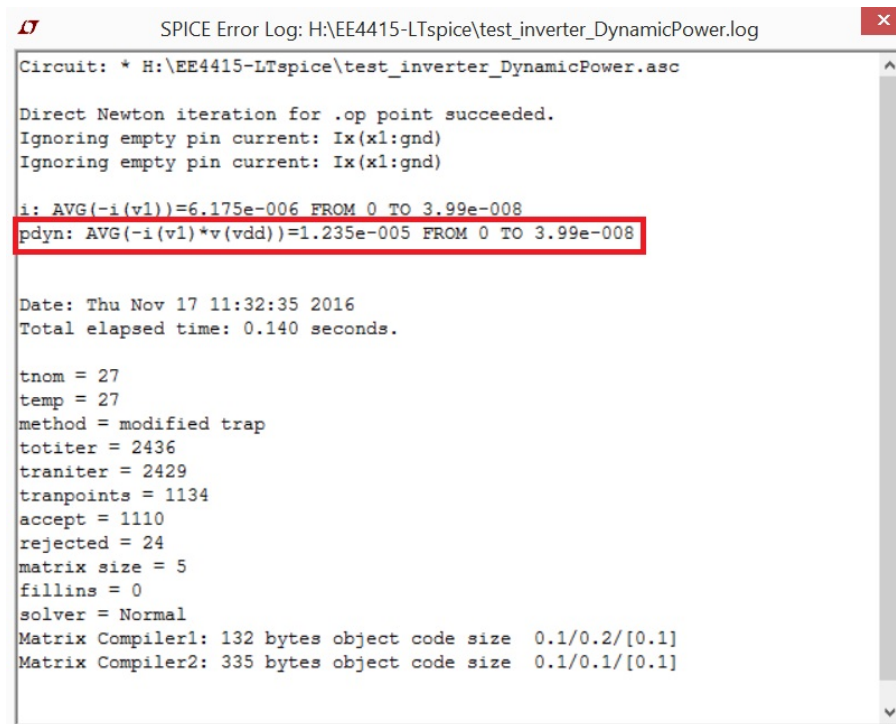 SPICE Error Log: H:\EE4415-LTspice\test_inverter_DynamicPower.log
Circuit: * H:\EE4415-LTspice\test_inverter_DynamicPower.asc
Direct Newton iteration for .op point succeeded.
Ignoring empty pin current: Ix(x1:gnd)
Ignoring empty pin current: Ix(x1:gnd)
i: AVG(-i(v1))=6.175e-006 FROM 0 TO 3.99e-008
pdyn: AVG(-i(v1)*v(vdd))=1.235e-005 FROM 0 TO 3.99e-008
Date: Thu Nov 17 11:32:35 2016
Total elapsed time: 0.140 seconds.
tnom = 27
temp = 27
method = modified trap
totiter = 2436
traniter = 2429
tranpoints = 1134
accept = 1110
rejected = 24
matrix size = 5
fillins = 0
solver = Normal
Matrix Compiler1: 132 bytes object code size  0.1/0.2/[0.1]
Matrix Compiler2: 335 bytes object code size  0.1/0.1/[0.1]